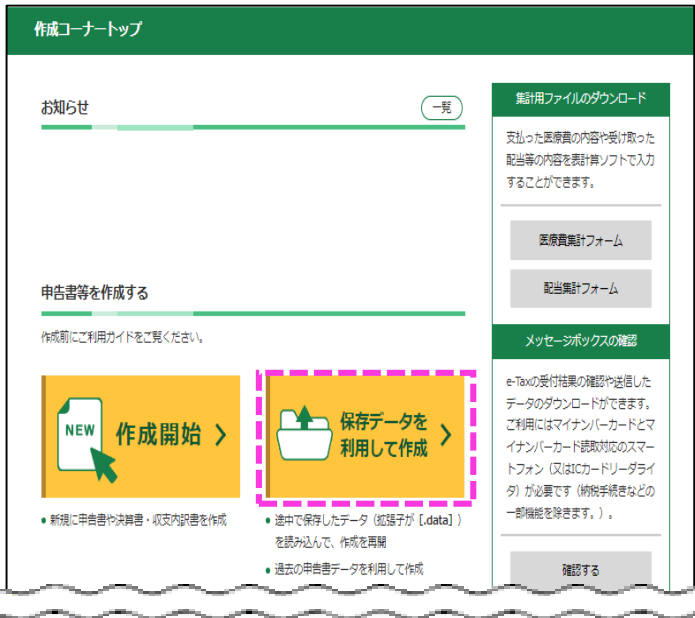 作成コーナートップ
お知らせ
一覧
申告書等を作成する
作成前にご利用ガイドをご覧ください。
NEW
作成開始
保存データを
利用して作成
• 新規に申告書や決算書・収支内訳書を作成
• 途中で保存したデータ（拡張子が［.data］）
を読み込んで、作成を再開
• 過去の申告書データを利用して作成
集計用ファイルのダウンロード
支払った医療費の内容や受け取った
配当等の内容を表計算ソフトで入力
することができます。
医療費集計フォーム
配当集計フォーム
メッセージボックスの確認
e-Taxの受付結果の確認や送信した
データのダウンロードができます。
ご利用にはマイナンバーカードとマ
イナンバーカード読取対応のスマー
トフォン（又はICカードリーダライ
タ）が必要です（納税手続きなどの
一部機能を除きます。）。
確認する